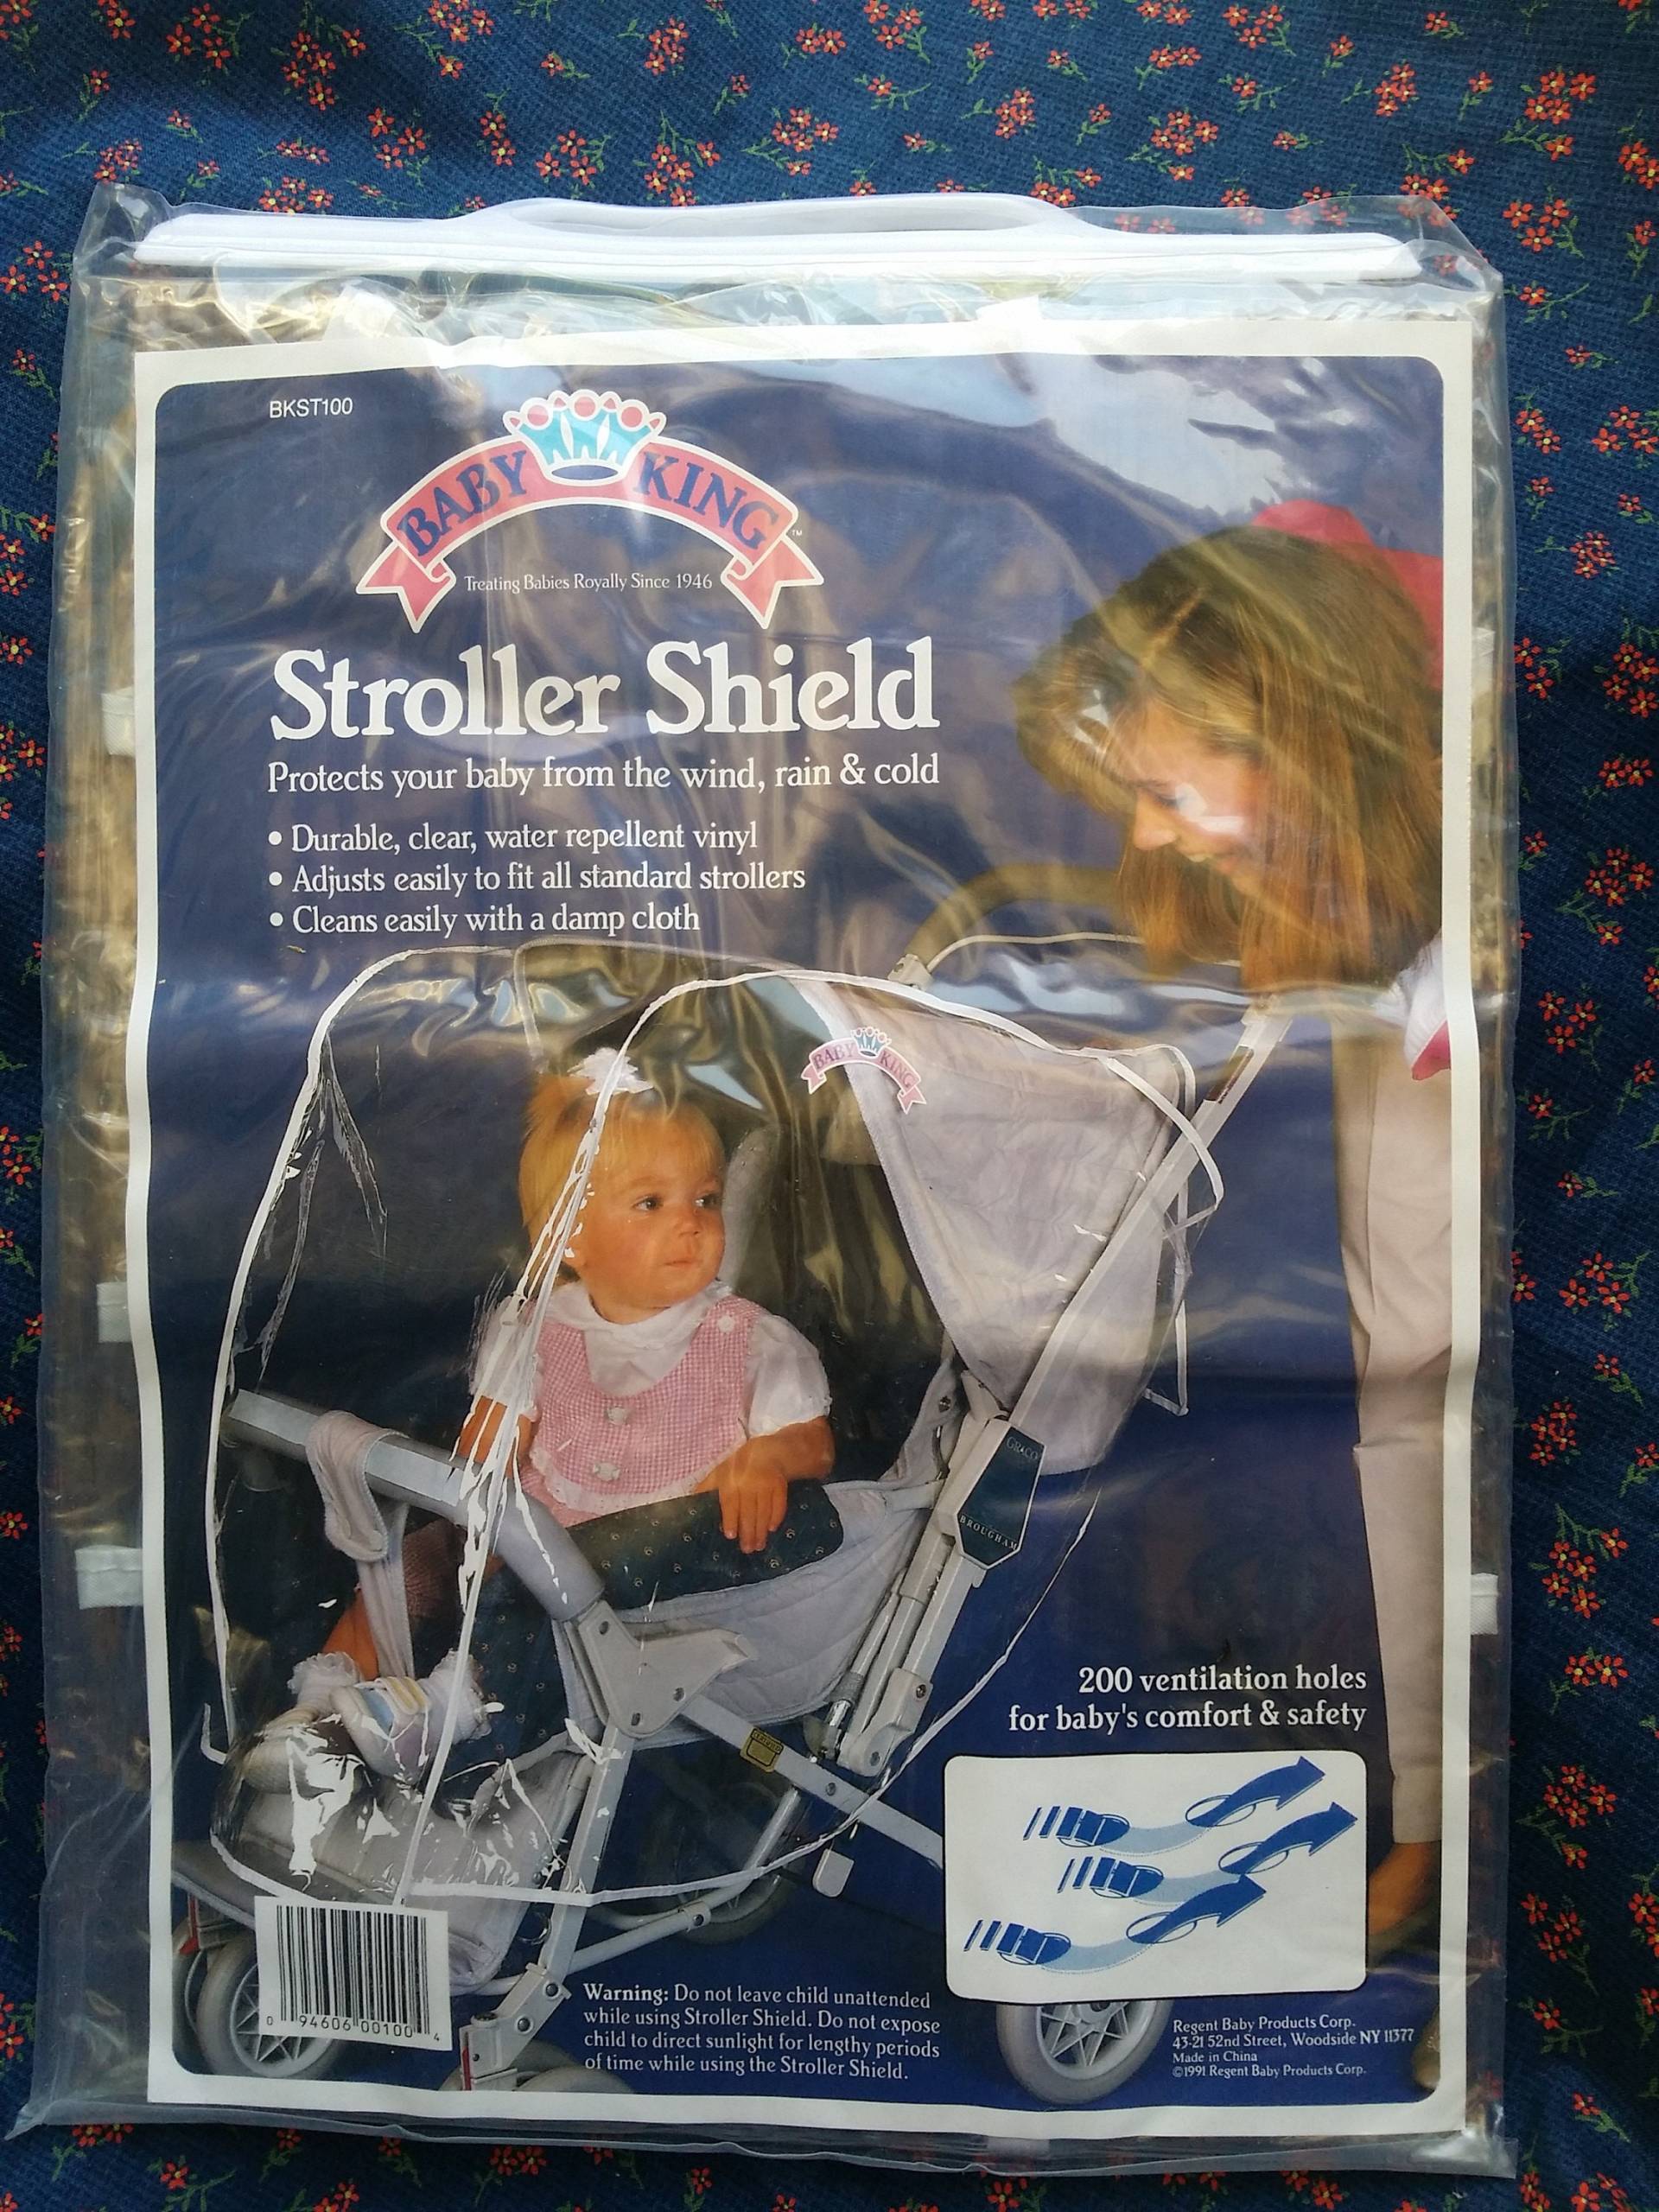 BKST100
BABY KING ™
Treating Babies Royally Since 1946
Stroller Shield
Protects your baby from the wind, rain & cold
• Durable, clear, water repellent vinyl
• Adjusts easily to fit all standard strollers
• Cleans easily with a damp cloth
BABY KING
GRACO
BROUGHAM
200 ventilation holes
for baby's comfort & safety
0 94606 00100 4
Warning: Do not leave child unattended
while using Stroller Shield. Do not expose
child to direct sunlight for lengthy periods
of time while using the Stroller Shield.
Regent Baby Products Corp.
43-21 52nd Street, Woodside NY 11377
Made in China
©1991 Regent Baby Products Corp.